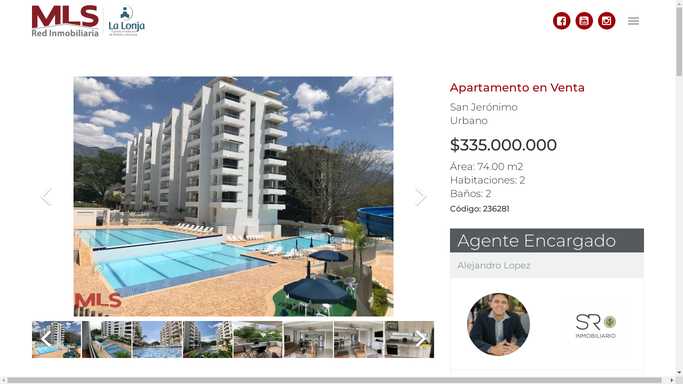 MLS
Red Inmobiliaria
La Lonja
Apartamento en Venta
San Jerónimo
Urbano
$335.000.000
Área: 74.00 m2
Habitaciones: 2
Baños: 2
Código: 236281
MLS
Agente Encargado
Alejandro Lopez
SR
INMOBILIARIO